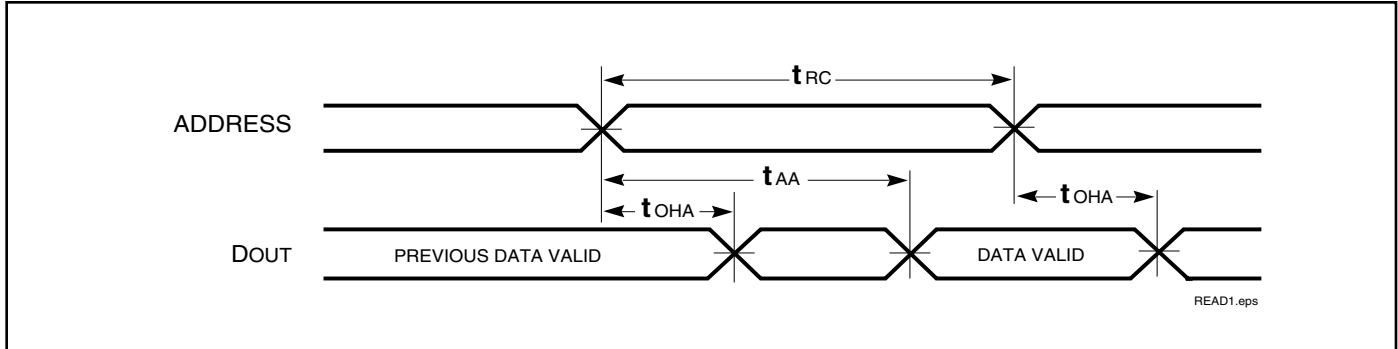 tRC
ADDRESS
tAA
tOHA
tOHA
DOUT
PREVIOUS DATA VALID
DATA VALID
READ1.eps